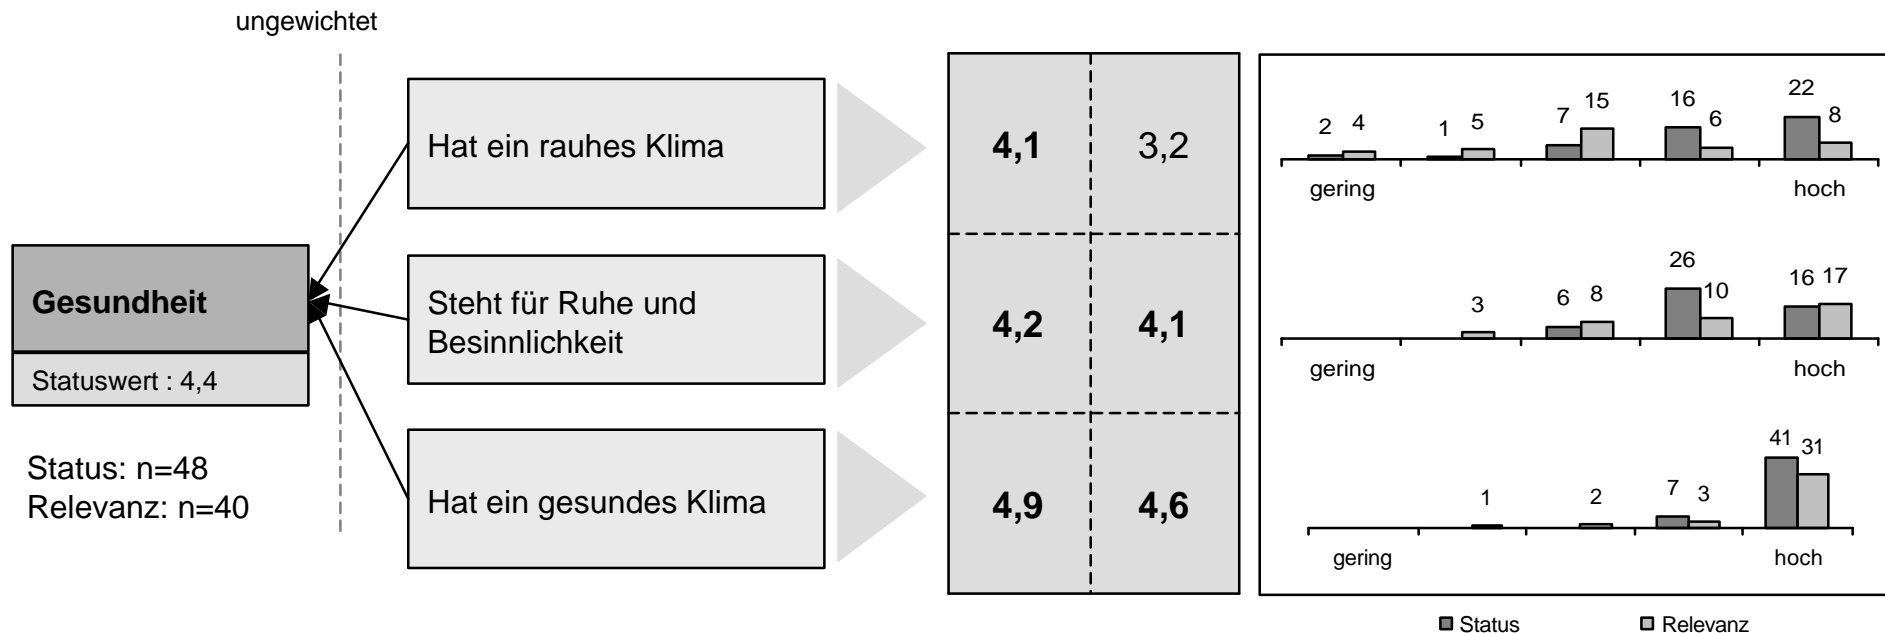 ungewichtet
Gesundheit
Statuswert : 4,4
Status: n=48
Relevanz: n=40
Hat ein rauhes Klima
4,1 3,2
2 4 1 5 7 15 16 6 22 8
gering hoch
Steht für Ruhe und
Besinnlichkeit
4,2 4,1
3 6 8 26 10 16 17
gering hoch
Hat ein gesundes Klima
4,9 4,6
1 2 7 3 41 31
gering hoch
Status Relevanz